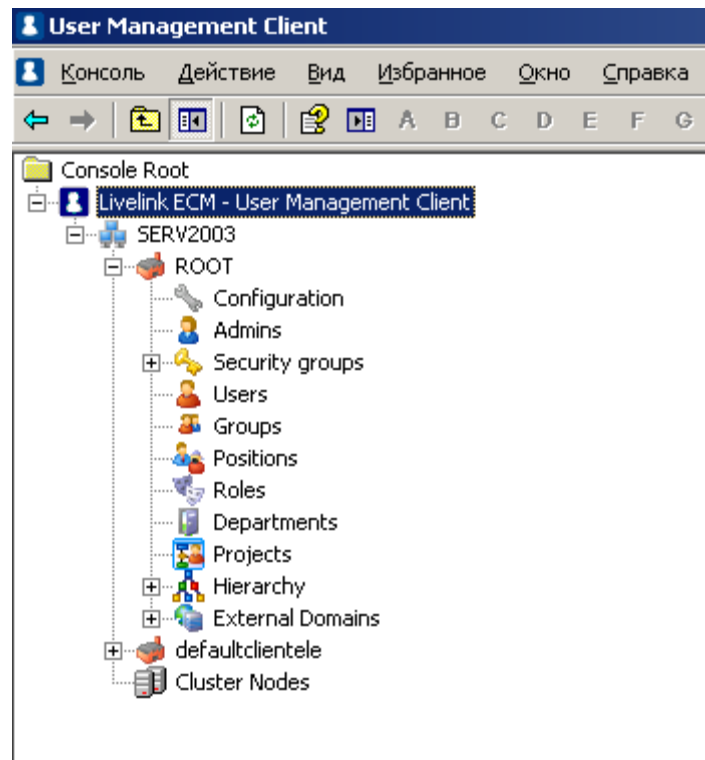 User Management Client
Консоль Действие Вид Избранное Окно Справка
A B C D E F G
Console Root
Livelink ECM - User Management Client
SERV2003
ROOT
Configuration
Admins
Security groups
Users
Groups
Positions
Roles
Departments
Projects
Hierarchy
External Domains
defaultclientele
Cluster Nodes